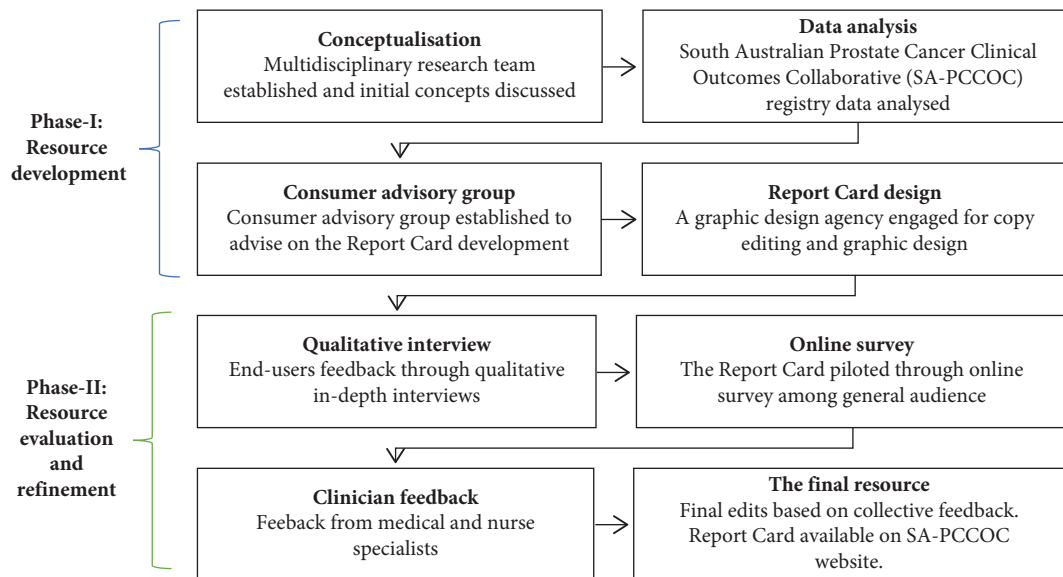 Phase-I:
Resource
development
Conceptualisation
Multidisciplinary research team
established and initial concepts discussed
Data analysis
South Australian Prostate Cancer Clinical
Outcomes Collaborative (SA-PCCOC)
registry data analysed
Consumer advisory group
Consumer advisory group established to
advise on the Report Card development
Report Card design
A graphic design agency engaged for copy
editing and graphic design
Phase-II:
Resource
evaluation
and
refinement
Qualitative interview
End-users feedback through qualitative
in-depth interviews
Online survey
The Report Card piloted through online
survey among general audience
Clinician feedback
Feeback from medical and nurse
specialists
The final resource
Final edits based on collective feedback.
Report Card available on SA-PCCOC
website.